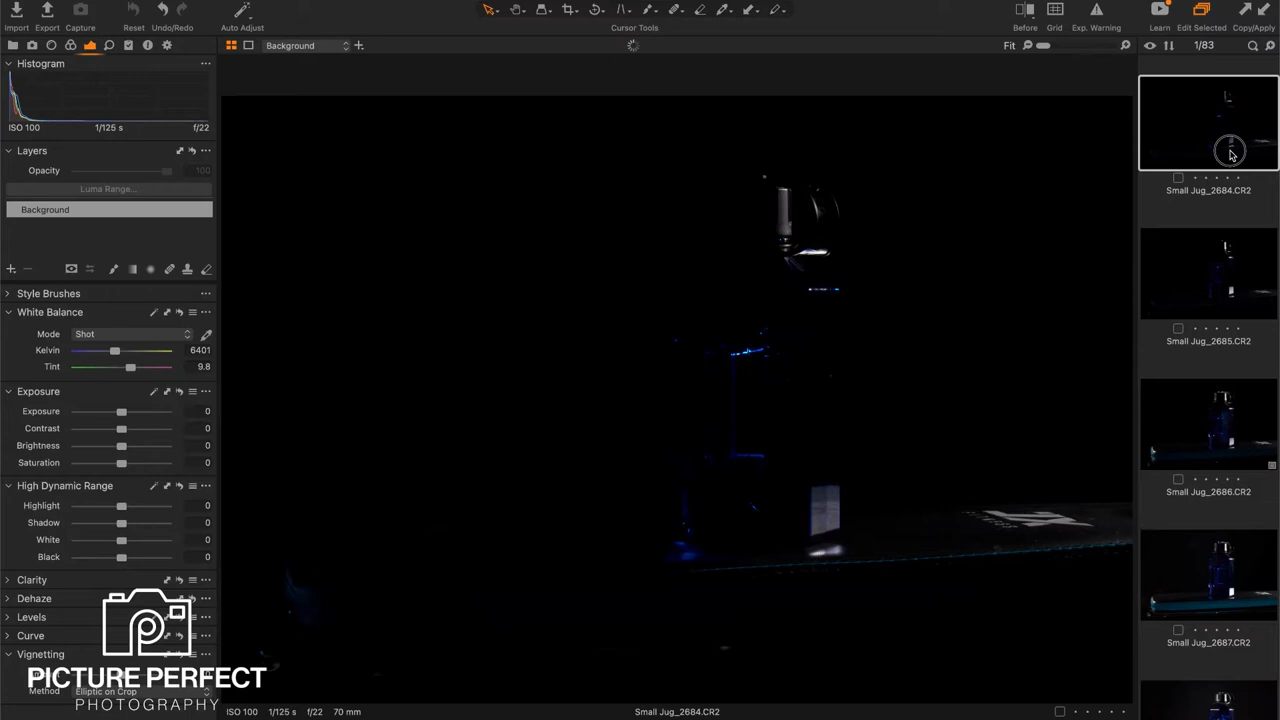 Import
Export
Capture
Reset
Undo/Redo
Auto Adjust
Cursor Tools
Before
Grid
Exp. Warning
Learn
Edit Selected
Copy/Apply
Background
Fit
1/83
Histogram
ISO 100
1/125 s
f/22
Layers
Opacity
100
Luma Range...
Background
Style Brushes
White Balance
Mode
Shot
Kelvin
6401
Tint
9.8
Exposure
Exposure
0
Contrast
0
Brightness
0
Saturation
0
High Dynamic Range
Highlight
0
Shadow
0
White
0
Black
0
Clarity
Dehaze
Levels
Curve
Vignetting
Method
Elliptic on Crop
PICTURE PERFECT
PHOTOGRAPHY
ISO 100
1/125 s
f/22
70 mm
Small Jug_2684.CR2
Small Jug_2684.CR2
Small Jug_2685.CR2
Small Jug_2686.CR2
Small Jug_2687.CR2